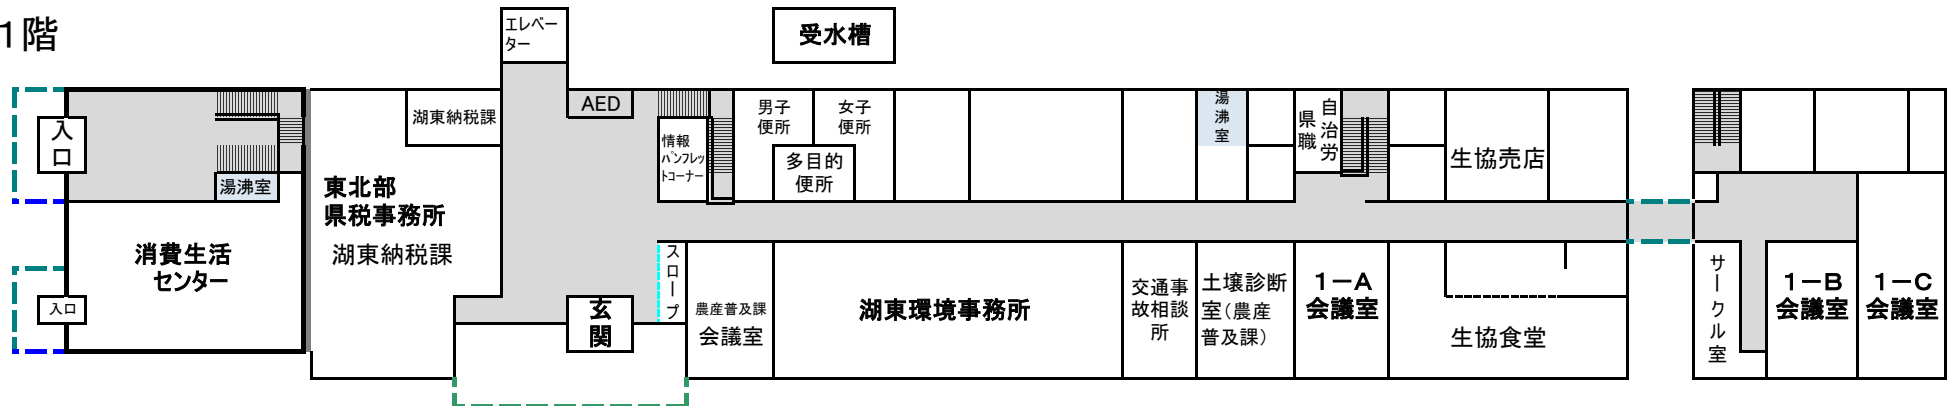 1階
エレベー
ター
受水槽
入
口
湯沸室
消費生活
センター
入口
湖東納税課
東北部
県税事務所
湖東納税課
AED
情報
パンフレッ
トコーナー
男子
便所
女子
便所
多目的
便所
湯
沸
室
自治労
県職
生協売店
玄
関
スロープ
農産普及課
会議室
湖東環境事務所
交通事
故相談
所
土壌診断
室(農産
普及課)
1-A
会議室
生協食堂
サークル室
1-B
会議室
1-C
会議室